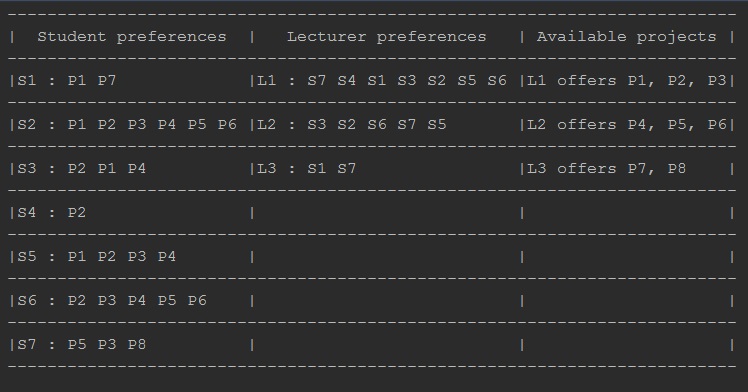 | Student preferences | Lecturer preferences | Available projects |
|S1 : P1 P7 |L1 : S7 S4 S1 S3 S2 S5 S6 |L1 offers P1, P2, P3|
|S2 : P1 P2 P3 P4 P5 P6 |L2 : S3 S2 S6 S7 S5 |L2 offers P4, P5, P6|
|S3 : P2 P1 P4 |L3 : S1 S7 |L3 offers P7, P8 |
|S4 : P2 | | |
|S5 : P1 P2 P3 P4 | | |
|S6 : P2 P3 P4 P5 P6 | | |
|S7 : P5 P3 P8 | | |